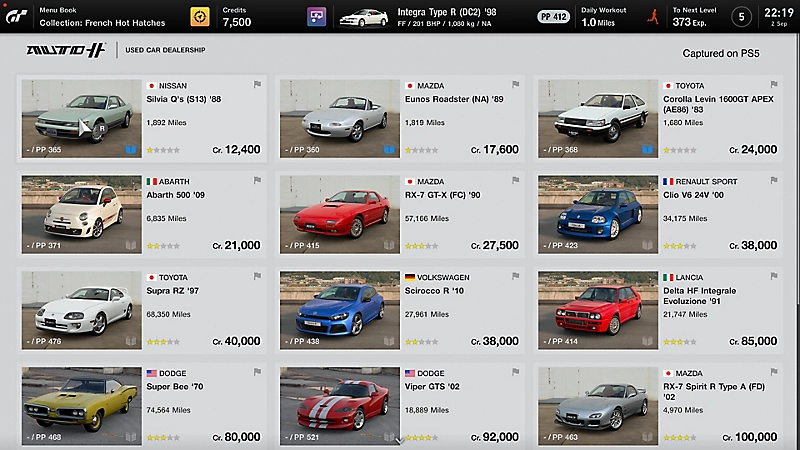 GT
Menu Book
Collection: French Hot Hatches
Credits
7,500
Integra Type R (DC2) '98
FF / 201 BHP / 1,080 kg / NA
PP 412
Daily Workout
1.0 Miles
To Next Level
373 Exp.
5
22:19
2 Sep
AUTO
USED CAR DEALERSHIP
Captured on PS5
NISSAN
Silvia Q's (S13) '88
1,892 Miles
R
- / PP 365
Cr. 12,400
MAZDA
Eunos Roadster (NA) '89
1,819 Miles
- / PP 360
Cr. 17,600
TOYOTA
Corolla Levin 1600GT APEX
(AE86) '83
1,680 Miles
- / PP 368
Cr. 24,000
ABARTH
Abarth 500 '09
6,835 Miles
- / PP 371
Cr. 21,000
MAZDA
RX-7 GT-X (FC) '90
57,166 Miles
- / PP 415
Cr. 27,500
RENAULT SPORT
Clio V6 24V '00
34,175 Miles
- / PP 423
Cr. 38,000
TOYOTA
Supra RZ '97
68,350 Miles
- / PP 476
Cr. 40,000
VOLKSWAGEN
Scirocco R '10
27,961 Miles
- / PP 438
Cr. 38,000
LANCIA
Delta HF Integrale
Evoluzione '91
21,747 Miles
- / PP 414
Cr. 85,000
DODGE
Super Bee '70
74,564 Miles
- / PP 468
Cr. 80,000
DODGE
Viper GTS '02
18,889 Miles
- / PP 521
Cr. 92,000
MAZDA
RX-7 Spirit R Type A (FD)
'02
4,970 Miles
- / PP 463
Cr. 100,000